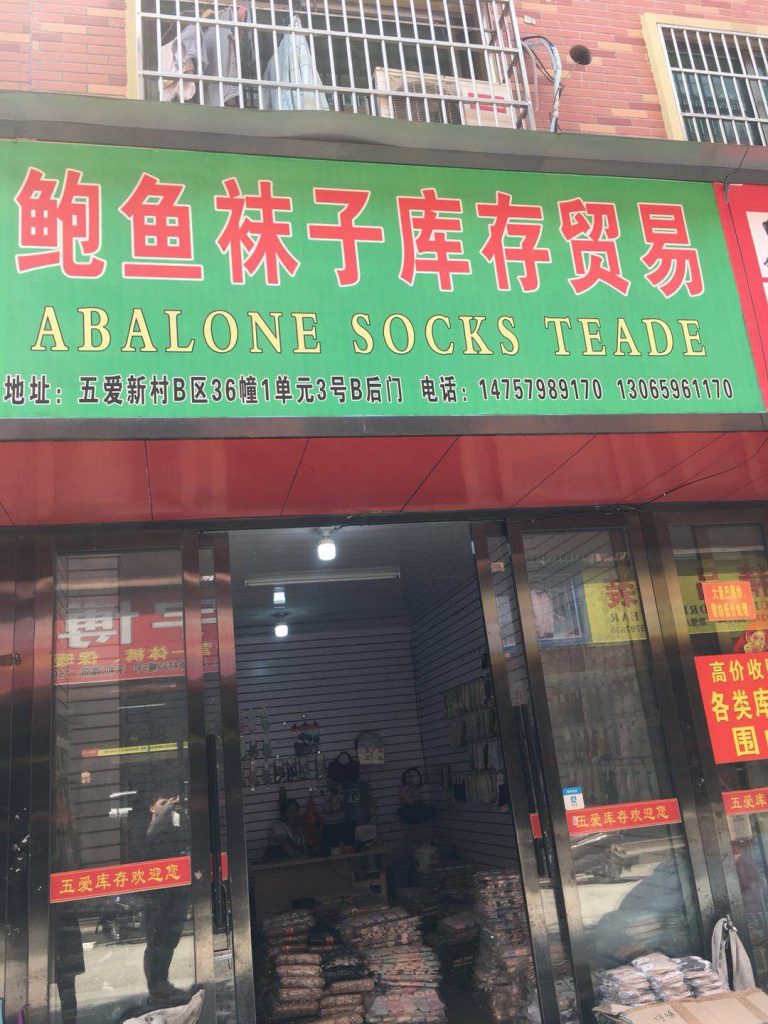 鲍鱼袜子库存贸易
ABALONE SOCKS TEADE
地址：五爱新村B区36幢1单元3号B后门 电话：14757989170 13065961170
高价收
各类库
围
五爱库存欢迎您
五爱库存欢迎您
五爱库